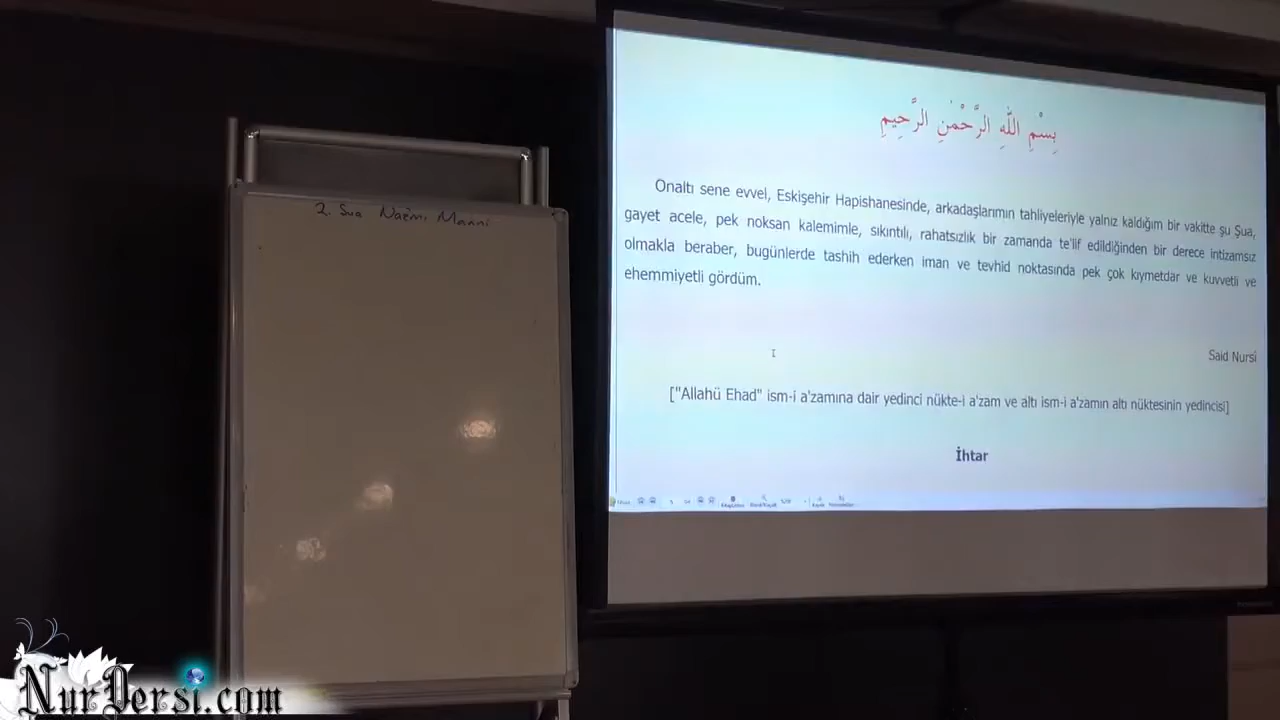 2. Şua Nazmı Maani
بِسْمِ اللّٰهِ الرَّحْمٰنِ الرَّحِيمِ
Onaltı sene evvel, Eskişehir Hapishanesinde, arkadaşlarımın tahliyeleriyle yalnız kaldığım bir vakitte şu Şua,
gayet acele, pek noksan kalemimle, sıkıntılı, rahatsızlık bir zamanda te'lif edildiğinden bir derece intizamsız
olmakla beraber, bugünlerde tashih ederken iman ve tevhid noktasında pek çok kıymetdar ve kuvvetli ve
ehemmiyetli gördüm.
Said Nursî
["Allahü Ehad" ism-i a'zamına dair yedinci nükte-i a'zam ve altı ism-i a'zamın altı nüktesinin yedincisi]
İhtar
NurDersi.com